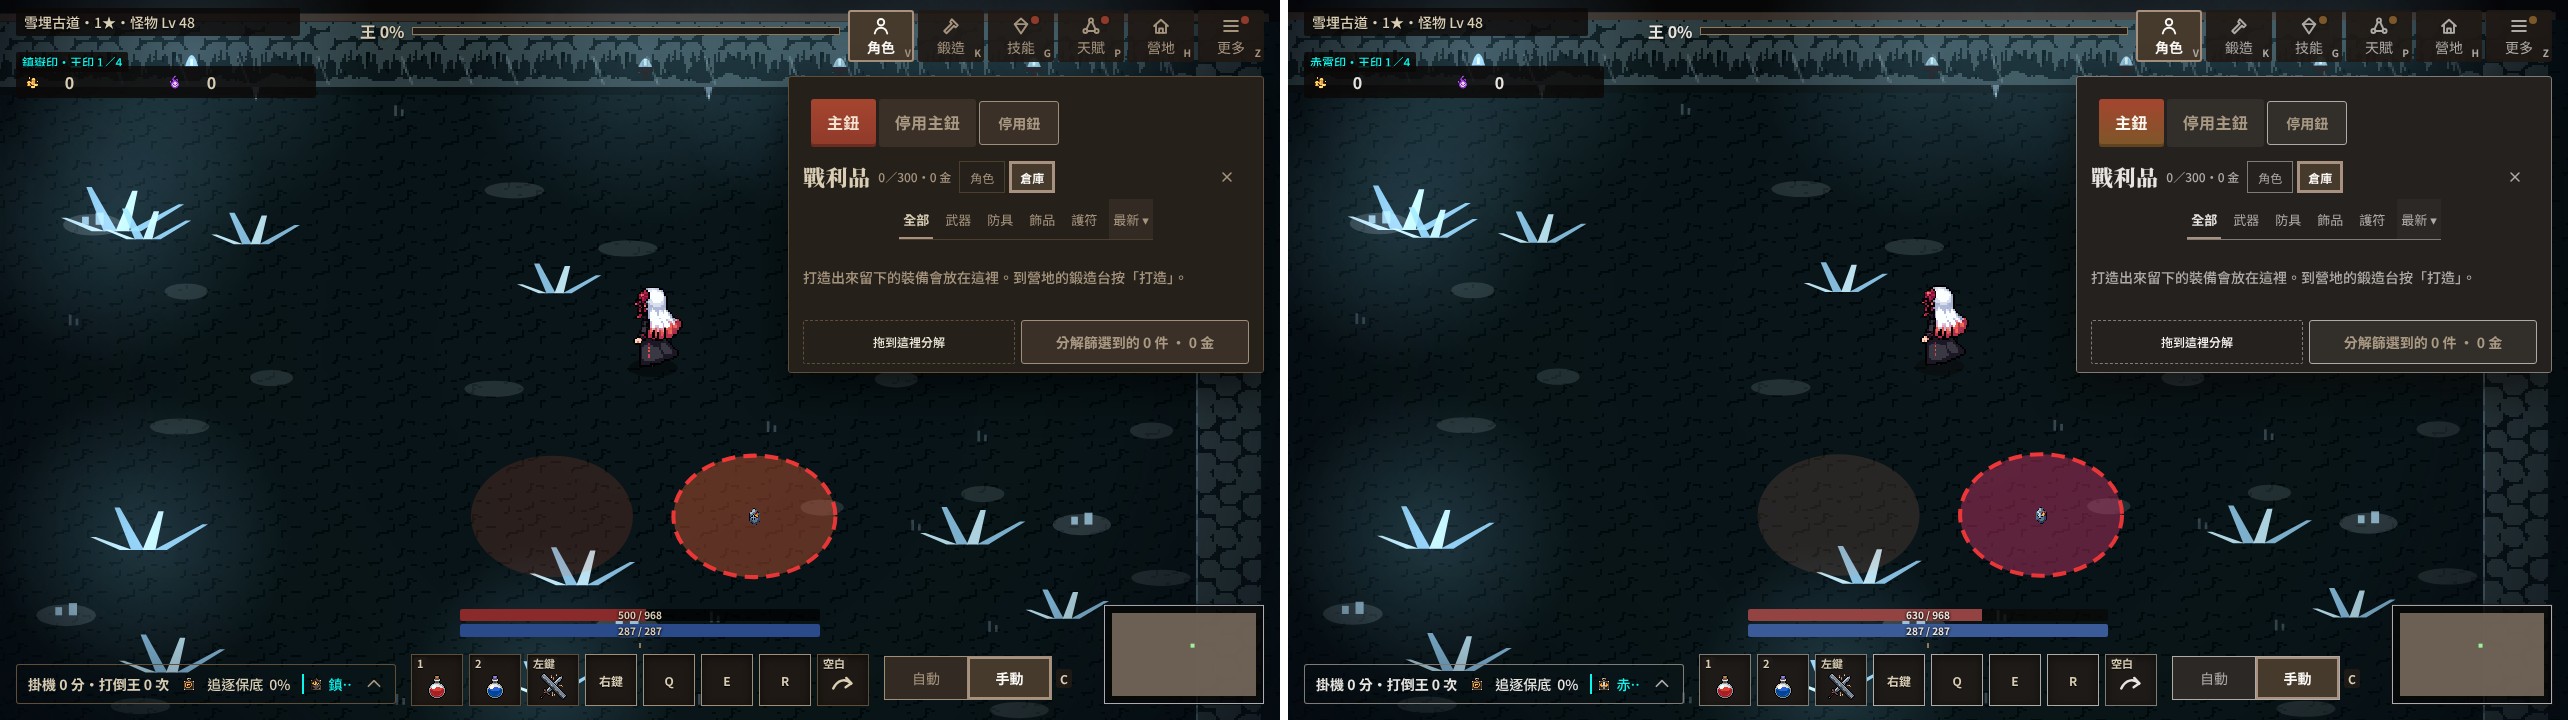 雪埋古道・1★・怪物 Lv 48
王 0%
角色 V
鍛造 K
技能 G
天賦 P
營地 H
更多 Z
鎮嶽印・王印 1／4
0
0
主鈕
停用主鈕
停用鈕
戰利品 0／300・0 金 角色 倉庫 ×
全部 武器 防具 飾品 護符 最新 ▾
打造出來留下的裝備會放在這裡。到營地的鍛造台按「打造」。
拖到這裡分解
分解篩選到的 0 件 ・ 0 金
500 / 968
287 / 287
掛機 0 分・打倒王 0 次 追逐保底 0% 鎮··
1
2
左鍵
右鍵
Q
E
R
空白
自動
手動
C
雪埋古道・1★・怪物 Lv 48
王 0%
角色 V
鍛造 K
技能 G
天賦 P
營地 H
更多 Z
赤霄印・王印 1／4
0
0
主鈕
停用主鈕
停用鈕
戰利品 0／300・0 金 角色 倉庫 ×
全部 武器 防具 飾品 護符 最新 ▾
打造出來留下的裝備會放在這裡。到營地的鍛造台按「打造」。
拖到這裡分解
分解篩選到的 0 件 ・ 0 金
630 / 968
287 / 287
掛機 0 分・打倒王 0 次 追逐保底 0% 赤··
1
2
左鍵
右鍵
Q
E
R
空白
自動
手動
C